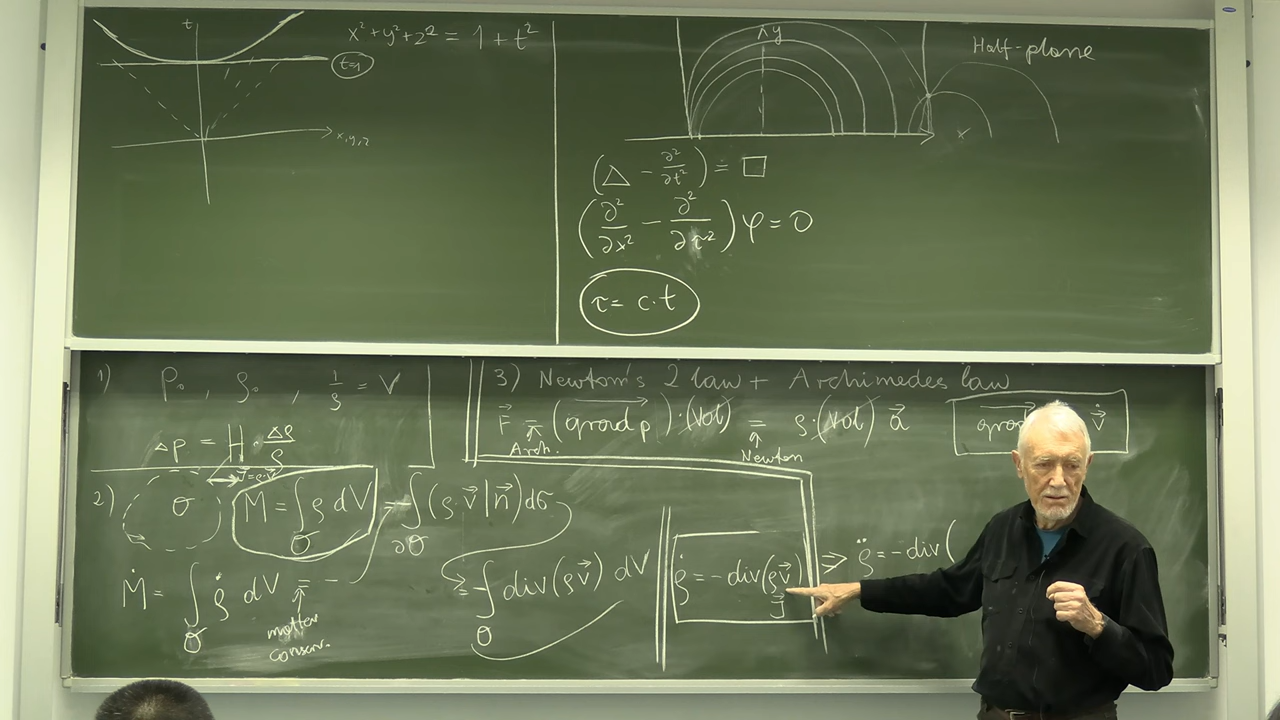 t
x²+y²+z² = 1+t²
t=1
x,y,z
y
Half-plane
x
(△ - ∂²/∂t²) = □
(∂²/∂x² - ∂²/∂τ²)φ = 0
τ = c·t
1) P₀, ρ₀, 1/ρ = V
Δp = H · Δρ/ρ
3) Newton's 2 law + Archimedes law
F⃗ = (grad p)·(Vol) = ρ·(Vol) a⃗
Arch.
Newton
v⃗̇
J⃗=ρ·v⃗
2) σ
M = ∫ ρ dV = - ∫ (ρ·v⃗|n⃗)dσ
σ
∂σ
Ṁ = ∫ ρ̇ dV =
σ
matter
conserv.
= ∫ div(ρv⃗) dV
σ
ρ̇ = -div(ρv⃗)
J⃗
⇒ ρ̈ = -div(